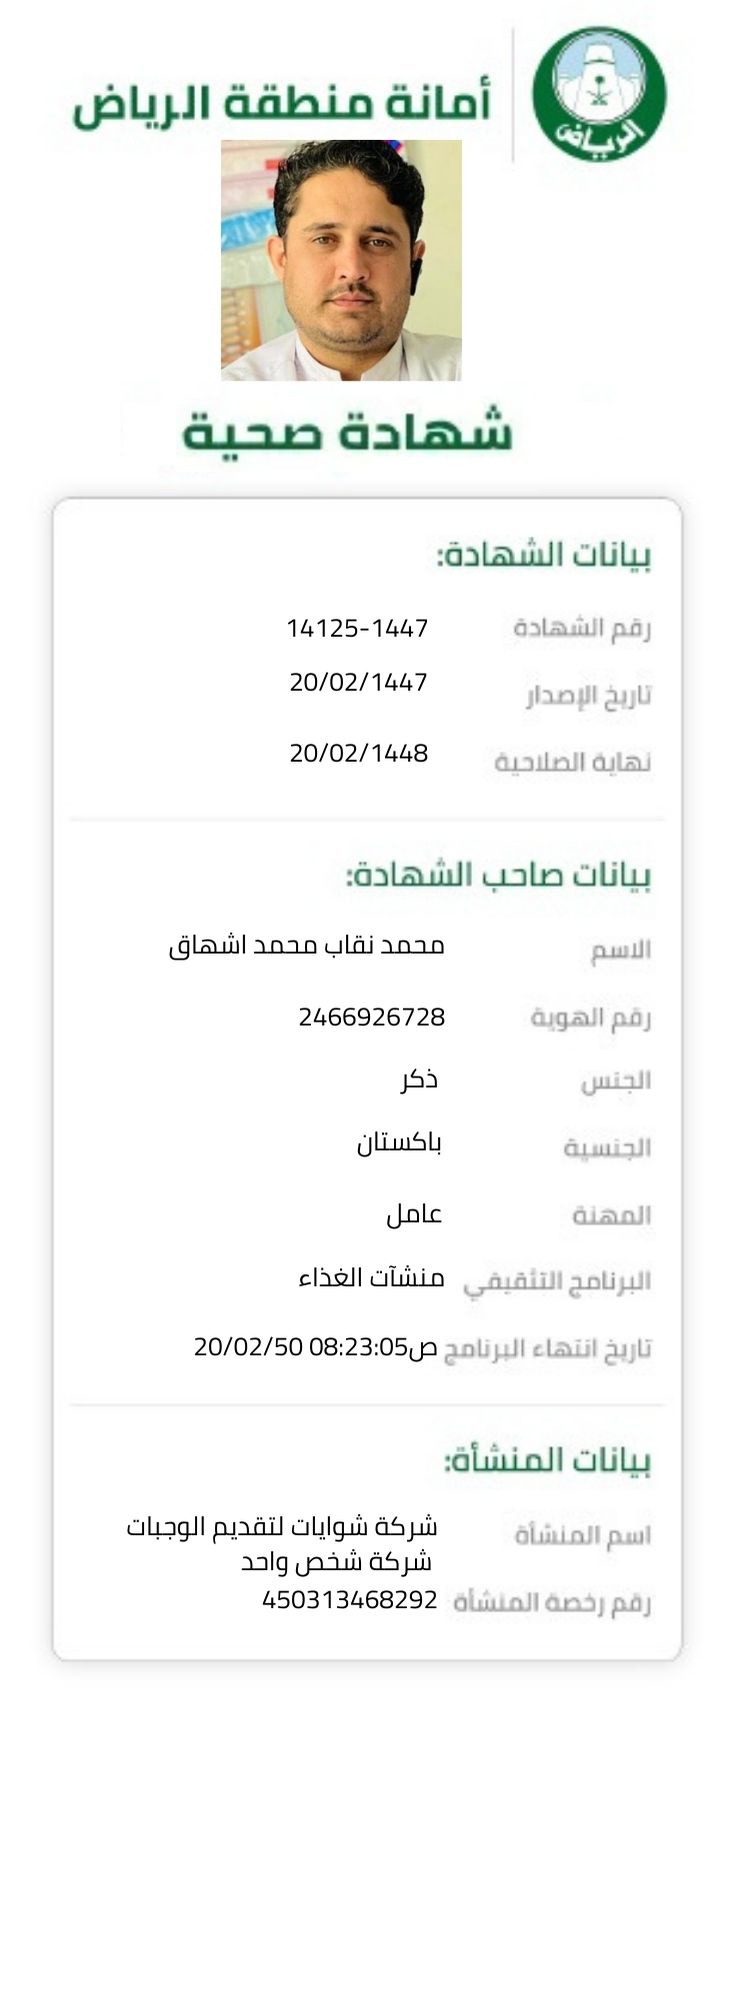 أمانة منطقة الرياض
الرياض
شهادة صحية
بيانات الشهادة:
رقم الشهادة 14125-1447
تاريخ الإصدار 20/02/1447
نهاية الصلاحية 20/02/1448
بيانات صاحب الشهادة:
الاسم محمد نقاب محمد اشهاق
رقم الهوية 2466926728
الجنس ذكر
الجنسية باكستان
المهنة عامل
البرنامج التثقيفي منشآت الغذاء
تاريخ انتهاء البرنامج ص08:23:05 20/02/50
بيانات المنشأة:
اسم المنشأة شركة شوايات لتقديم الوجبات
شركة شخص واحد
رقم رخصة المنشأة 450313468292